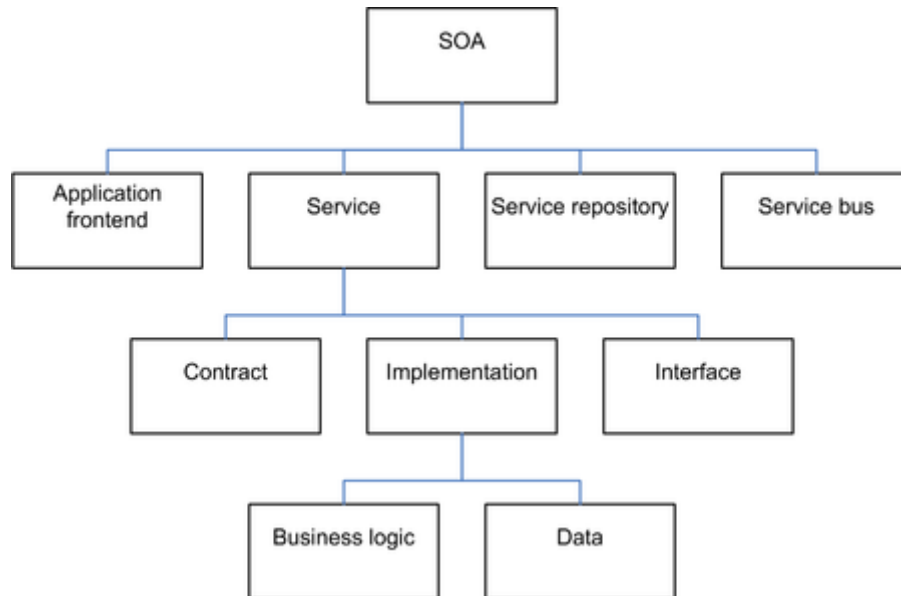 SOA
Application
frontend
Service
Service repository
Service bus
Contract
Implementation
Interface
Business logic
Data